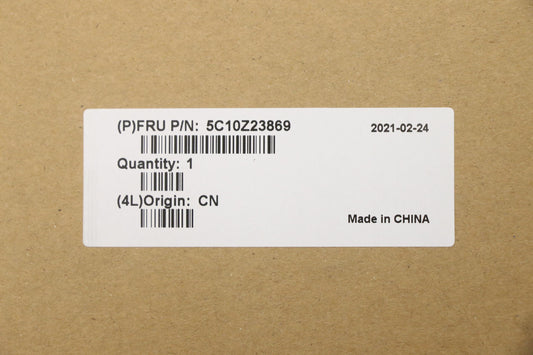 (P)FRU P/N: 5C10Z23869
2021-02-24
Quantity: 1
(4L)Origin: CN
Made in CHINA